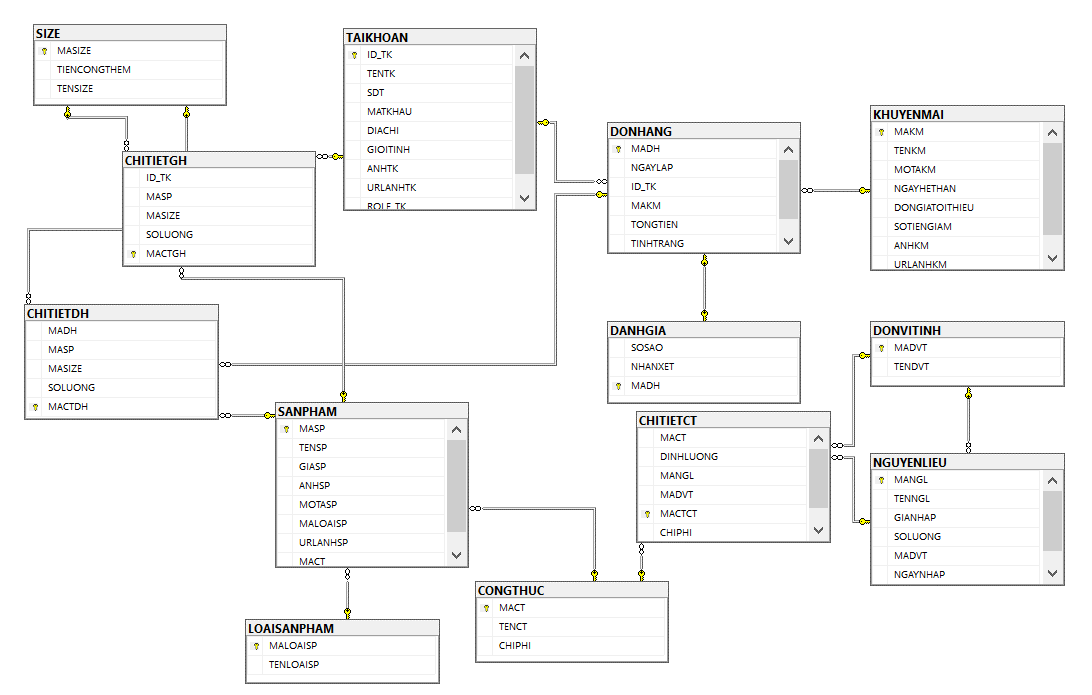 SIZE
MASIZE
TIENCONGTHEM
TENSIZE
TAIKHOAN
ID_TK
TENTK
SDT
MATKHAU
DIACHI
GIOITINH
ANHTK
URLANHTK
ROLE_TK
DONHANG
MADH
NGAYLAP
ID_TK
MAKM
TONGTIEN
TINHTRANG
KHUYENMAI
MAKM
TENKM
MOTAKM
NGAYHETHAN
DONGIATOITHIEU
SOTIENGIAM
ANHKM
URLANHKM
CHITIETGH
ID_TK
MASP
MASIZE
SOLUONG
MACTGH
CHITIETDH
MADH
MASP
MASIZE
SOLUONG
MACTDH
DANHGIA
SOSAO
NHANXET
MADH
DONVITINH
MADVT
TENDVT
SANPHAM
MASP
TENSP
GIASP
ANHSP
MOTASP
MALOAISP
URLANHSP
MACT
CHITIETCT
MACT
DINHLUONG
MANGL
MADVT
MACTCT
CHIPHI
NGUYENLIEU
MANGL
TENNGL
GIANHAP
SOLUONG
MADVT
NGAYNHAP
CONGTHUC
MACT
TENCT
CHIPHI
LOAISANPHAM
MALOAISP
TENLOAISP